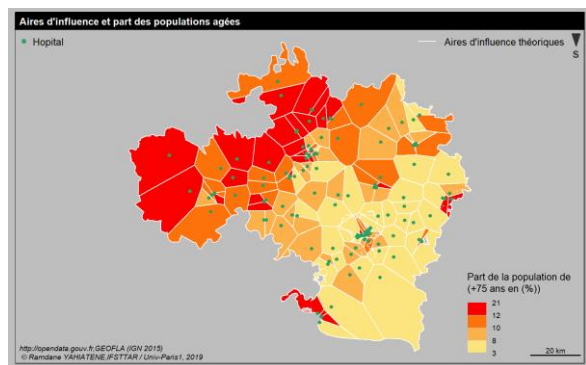 Aires d'influence et part des populations agées
Hopital
Aires d'influence théoriques
S
Part de la population de
(+75 ans en (%))
21
12
10
8
3
20 km
http://opendata.gouv.fr,GEOFLA (IGN 2015)
© Ramdane YAHIATENE,IFSTTAR / Univ-Paris1, 2019